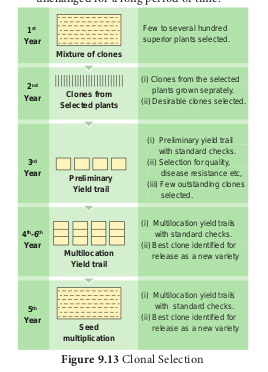 unchanged for a long period of time.
1st
Year
Mixture of clones
Few to several hundred
superior plants selected.
2nd
Year
Clones from
Selected plants
(i) Clones from the selected
plants grown seprately.
(ii) Desirable clones selected.
3rd
Year
Preliminary
Yield trail
(i) Preliminary yield trail
with standard checks.
(ii) Selection for quality,
disease resistance etc,
(iii) Few outstanding clones
selected.
4th-6th
Year
Multilocation
Yield trail
(i) Multilocation yield trails
with standard checks.
(ii) Best clone identified for
release as a new variety
5th
Year
Seed
multiplication
(i) Multilocation yield trails
with standard checks.
(ii) Best clone identified for
release as a new variety
Figure 9.13 Clonal Selection